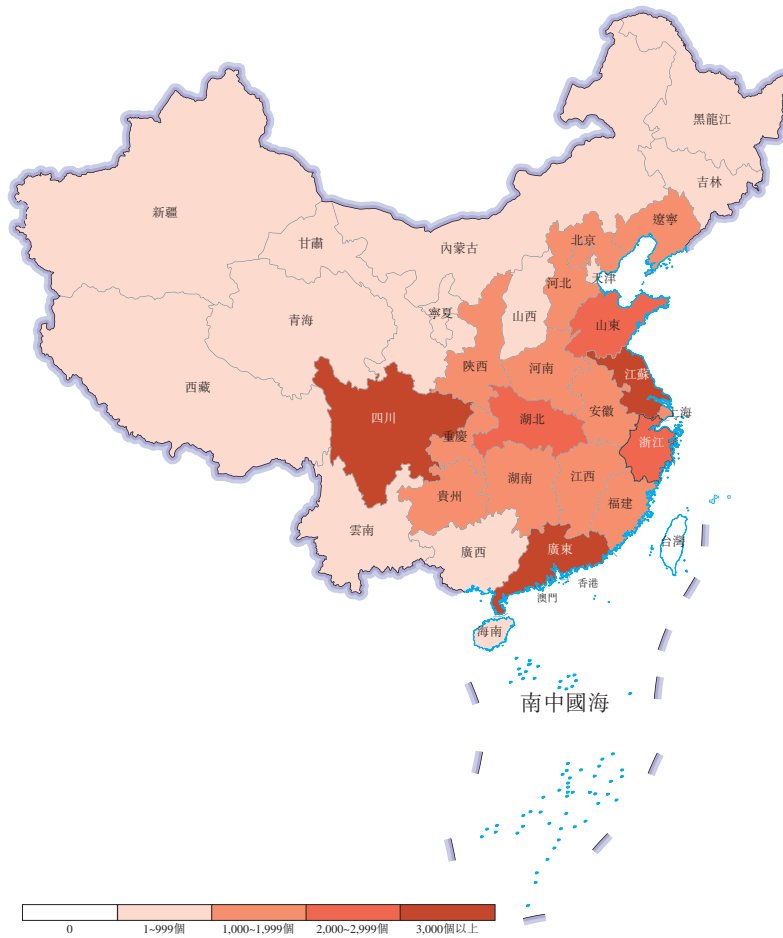 黑龍江
吉林
遼寧
新疆
甘肅
內蒙古
北京
天津
河北
寧夏
山西
青海
山東
陝西
河南
西藏
江蘇
四川
湖北
安徽
上海
重慶
浙江
貴州
湖南
江西
福建
雲南
廣西
廣東
台灣
香港
澳門
海南
南中國海
0
1~999個
1,000~1,999個
2,000~2,999個
3,000個以上